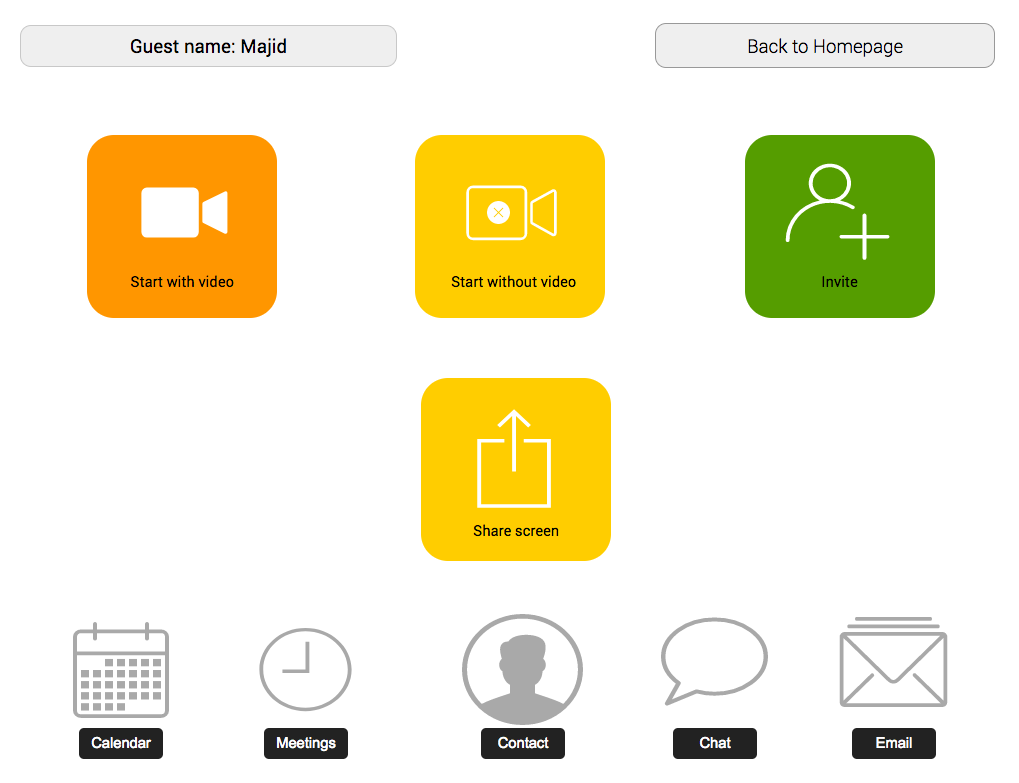 Guest name: Majid
Back to Homepage
Start with video
Start without video
Invite
Share screen
Calendar
Meetings
Contact
Chat
Email